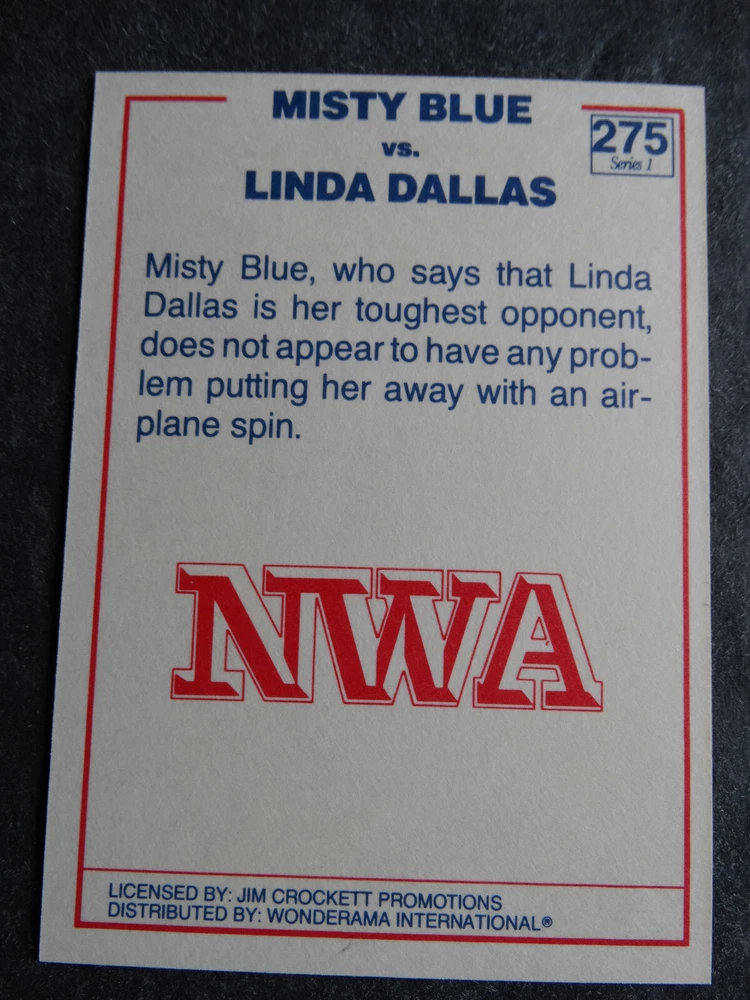 MISTY BLUE
vs.
LINDA DALLAS
275
Series 1
Misty Blue, who says that Linda
Dallas is her toughest opponent,
does not appear to have any prob-
lem putting her away with an air-
plane spin.
NWA
LICENSED BY: JIM CROCKETT PROMOTIONS
DISTRIBUTED BY: WONDERAMA INTERNATIONAL®